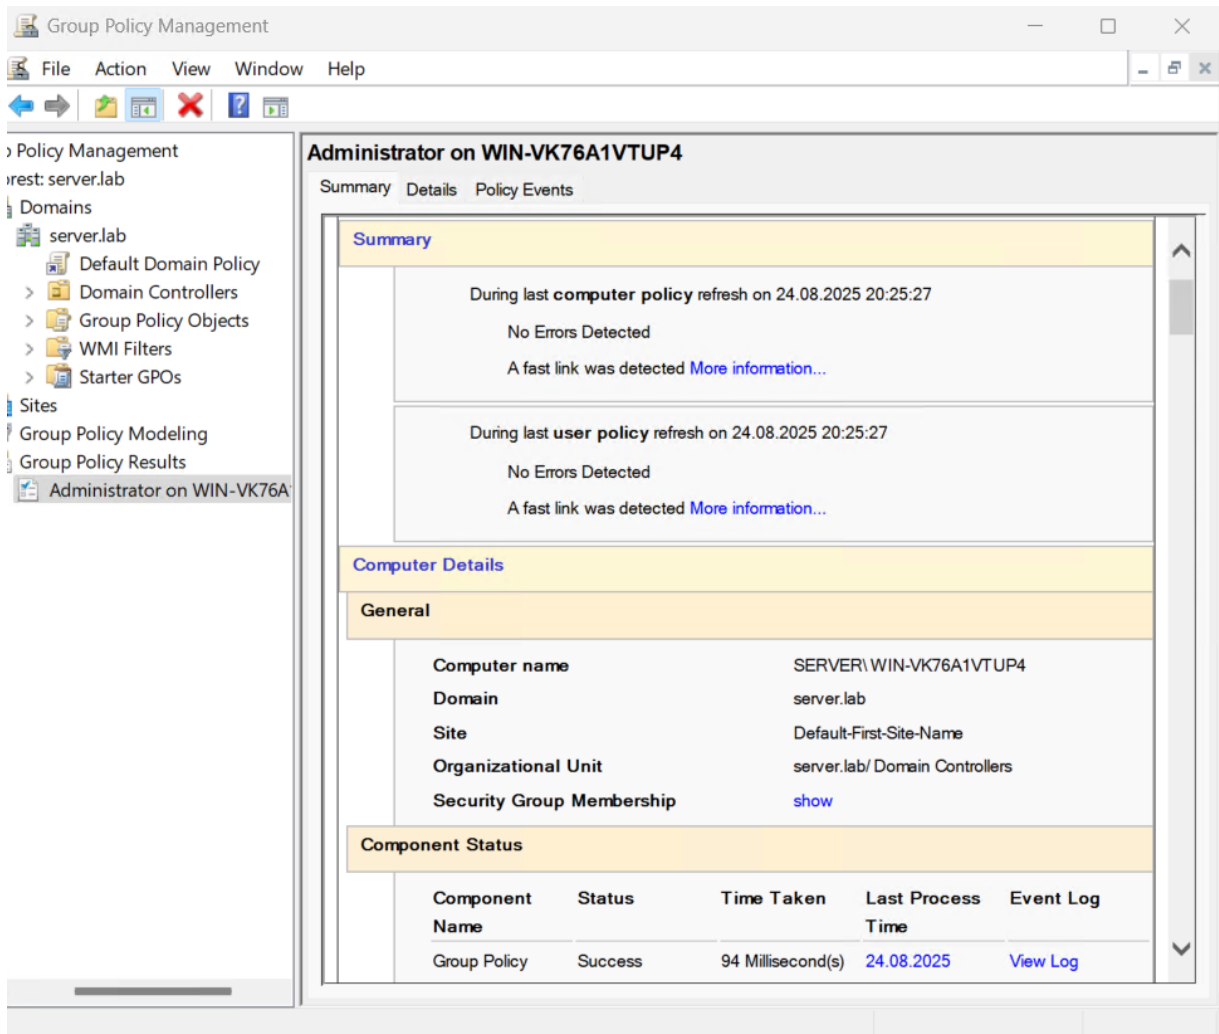 Group Policy Management
File Action View Window Help
Policy Management
rest: server.lab
Domains
server.lab
Default Domain Policy
Domain Controllers
Group Policy Objects
WMI Filters
Starter GPOs
Sites
Group Policy Modeling
Group Policy Results
Administrator on WIN-VK76A1
Administrator on WIN-VK76A1VTUP4
Summary Details Policy Events
Summary
During last computer policy refresh on 24.08.2025 20:25:27
No Errors Detected
A fast link was detected More information...
During last user policy refresh on 24.08.2025 20:25:27
No Errors Detected
A fast link was detected More information...
Computer Details
General
Computer name SERVER\WIN-VK76A1VTUP4
Domain server.lab
Site Default-First-Site-Name
Organizational Unit server.lab/ Domain Controllers
Security Group Membership show
Component Status
Component Name Status Time Taken Last Process Time Event Log
Group Policy Success 94 Millisecond(s) 24.08.2025 View Log